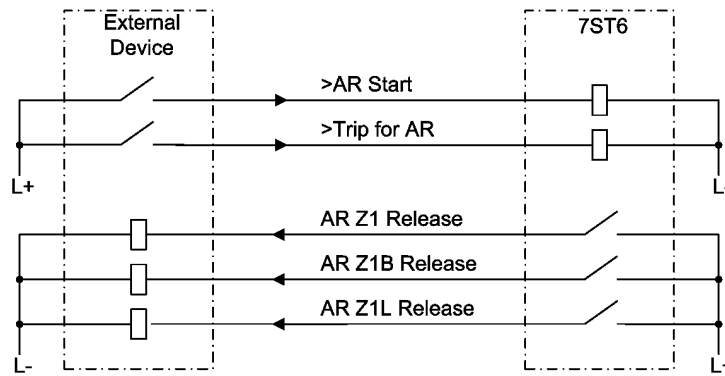 External
Device
7ST6
>AR Start
>Trip for AR
L+
L-
AR Z1 Release
AR Z1B Release
AR Z1L Release
L-